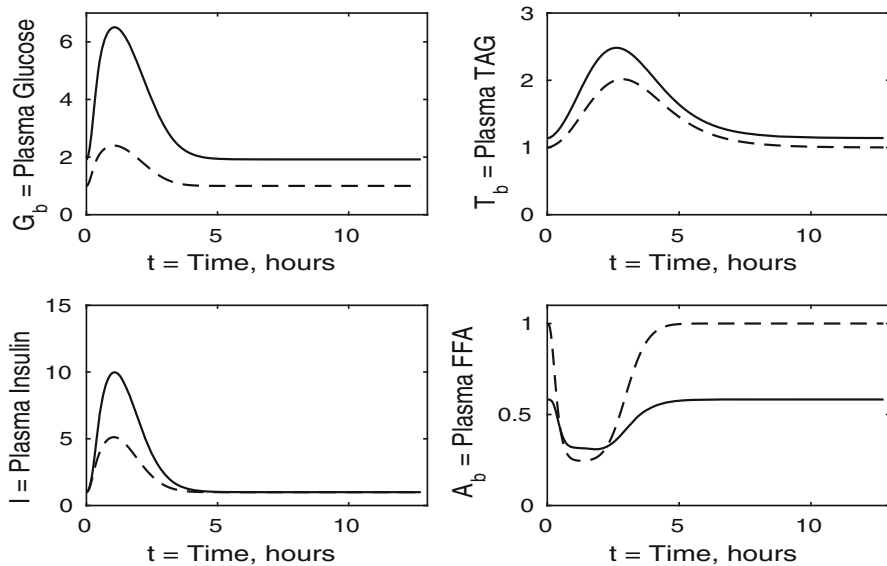 G_b = Plasma Glucose
6
4
2
0
0 5 10
t = Time, hours
T_b = Plasma TAG
3
2
1
0
0 5 10
t = Time, hours
I = Plasma Insulin
15
10
5
0
0 5 10
t = Time, hours
A_b = Plasma FFA
1
0.5
0
0 5 10
t = Time, hours